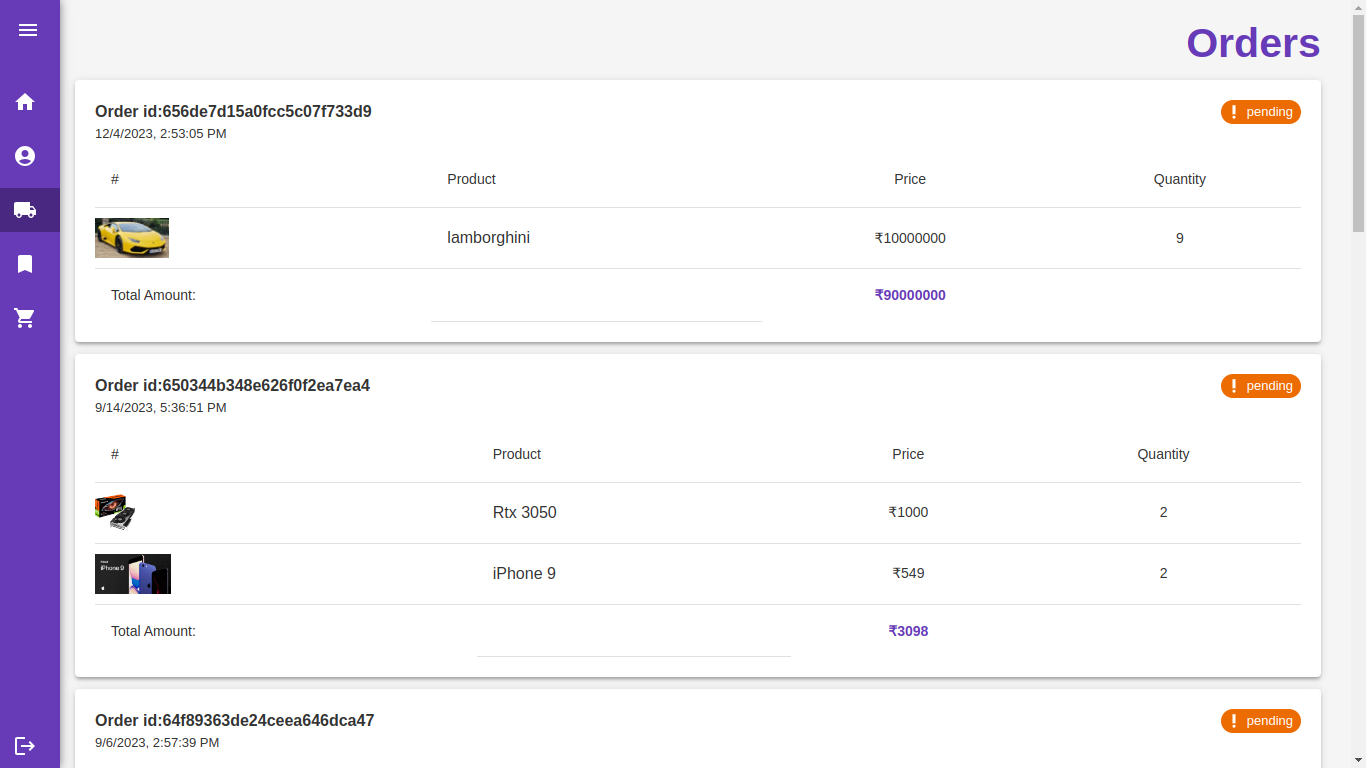 Orders
Order id:656de7d15a0fcc5c07f733d9
pending
12/4/2023, 2:53:05 PM
# Product Price Quantity
lamborghini ₹10000000 9
Total Amount: ₹90000000
Order id:650344b348e626f0f2ea7ea4
pending
9/14/2023, 5:36:51 PM
# Product Price Quantity
Rtx 3050 ₹1000 2
iPhone 9
iPhone 9 ₹549 2
Total Amount: ₹3098
Order id:64f89363de24ceea646dca47
pending
9/6/2023, 2:57:39 PM